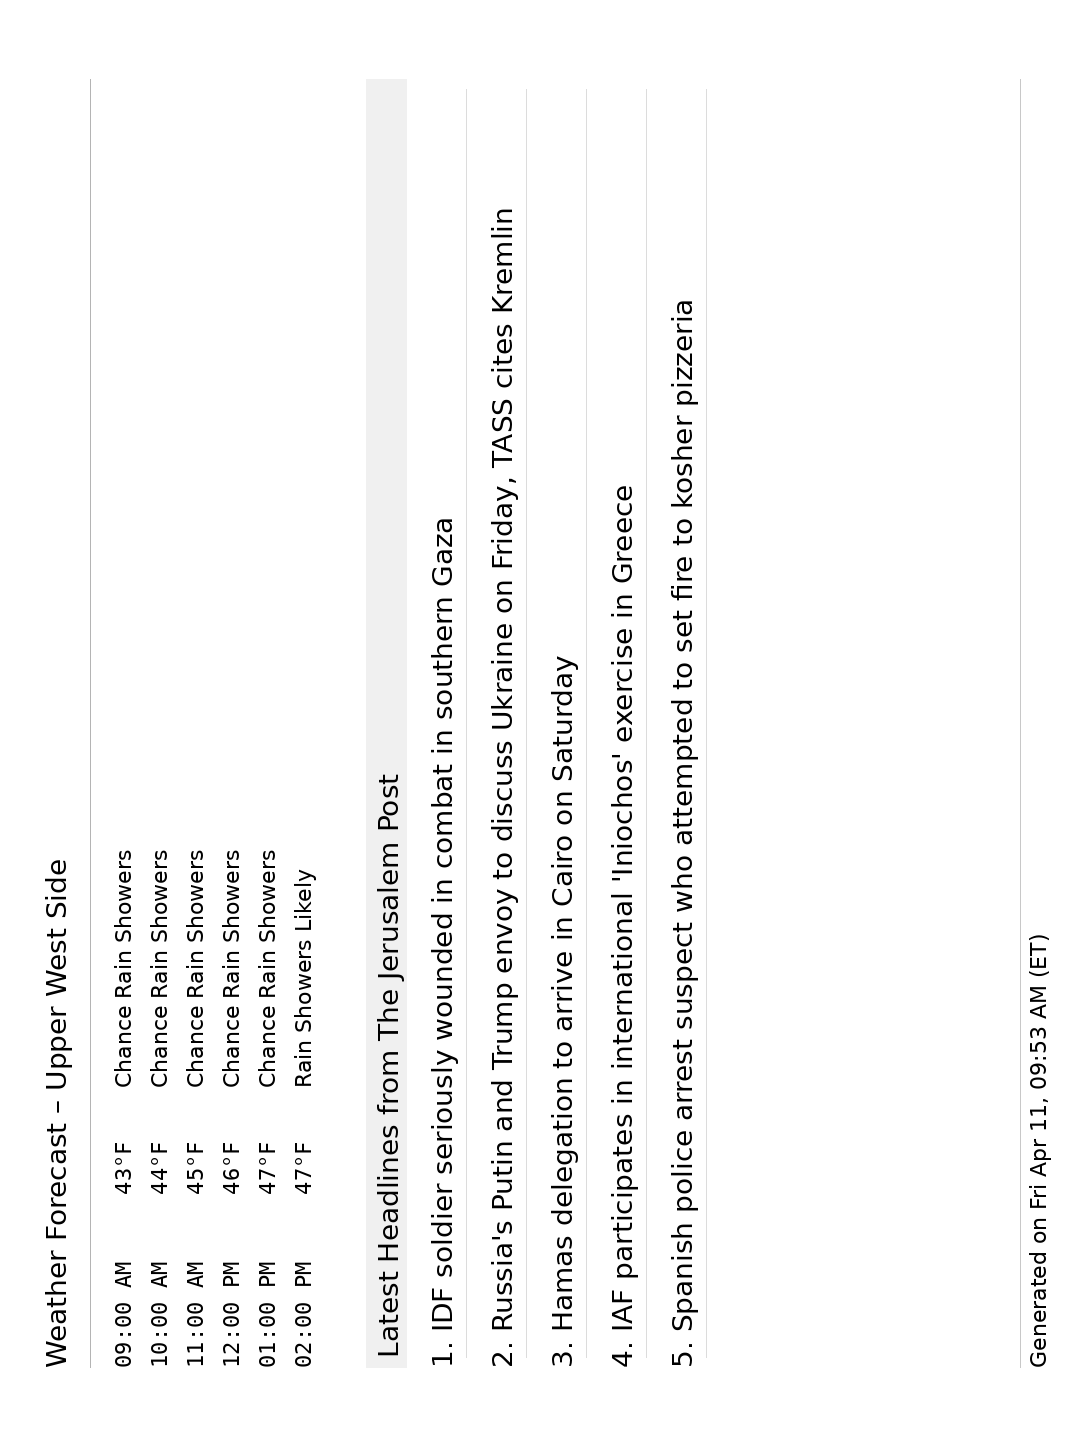 Weather Forecast – Upper West Side
09:00 AM 43°F Chance Rain Showers
10:00 AM 44°F Chance Rain Showers
11:00 AM 45°F Chance Rain Showers
12:00 PM 46°F Chance Rain Showers
01:00 PM 47°F Chance Rain Showers
02:00 PM 47°F Rain Showers Likely
Latest Headlines from The Jerusalem Post
1. IDF soldier seriously wounded in combat in southern Gaza
2. Russia's Putin and Trump envoy to discuss Ukraine on Friday, TASS cites Kremlin
3. Hamas delegation to arrive in Cairo on Saturday
4. IAF participates in international 'Iniochos' exercise in Greece
5. Spanish police arrest suspect who attempted to set fire to kosher pizzeria
Generated on Fri Apr 11, 09:53 AM (ET)